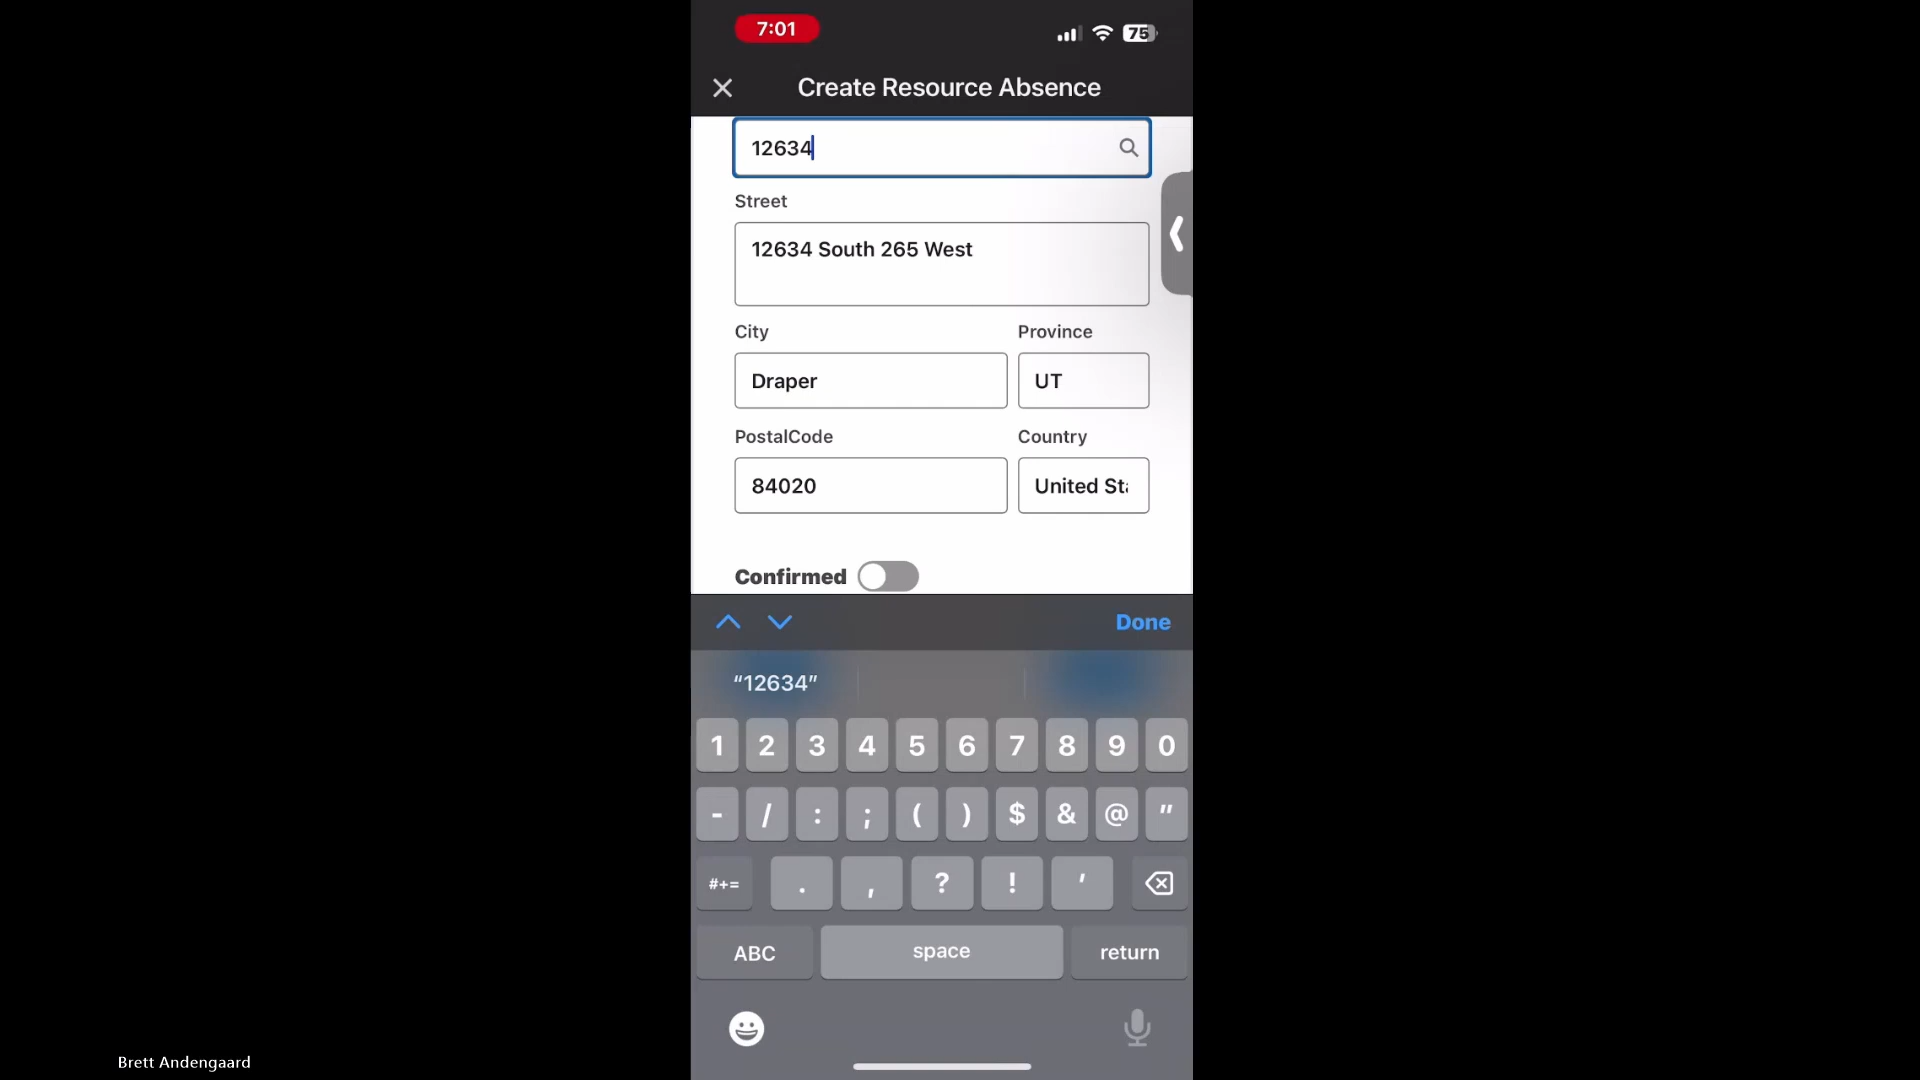 7:01
75
Create Resource Absence
12634
Street
12634 South 265 West
City Province
Draper UT
PostalCode Country
84020 United Sta
Confirmed
Done
“12634”
1 2 3 4 5 6 7 8 9 0
- / : ; ( ) $ & @ "
#+= . , ? ! '
ABC space return
Brett Andengaard